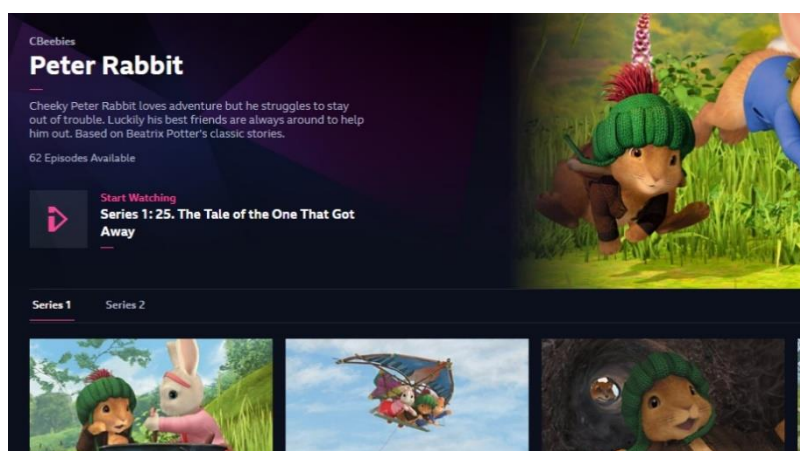 CBeebies
Peter Rabbit
Cheeky Peter Rabbit loves adventure but he struggles to stay
out of trouble. Luckily his best friends are always around to help
him out. Based on Beatrix Potter's classic stories.
62 Episodes Available
Start Watching
Series 1: 25. The Tale of the One That Got
Away
Series 1 Series 2